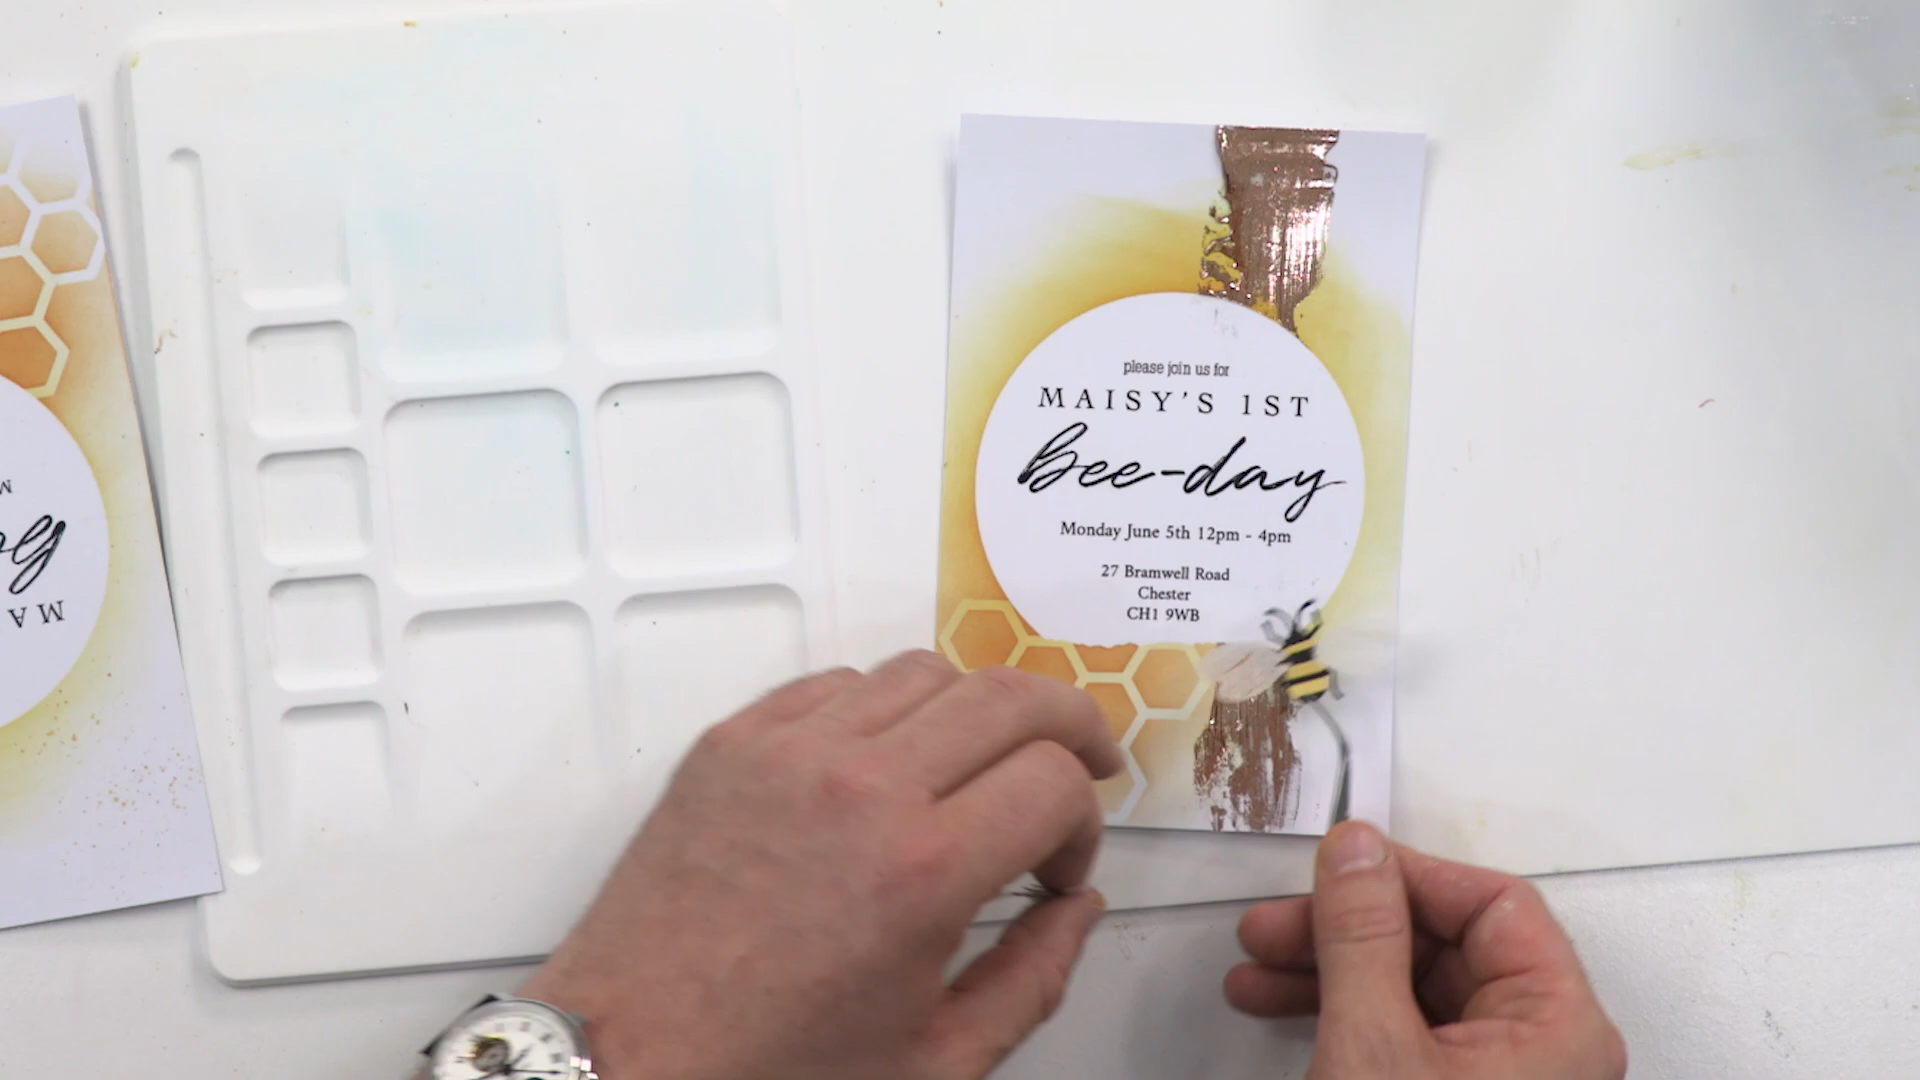 please join us for
MAISY'S 1ST
bee-day
Monday June 5th 12pm - 4pm
27 Bramwell Road
Chester
CH1 9WB
MA